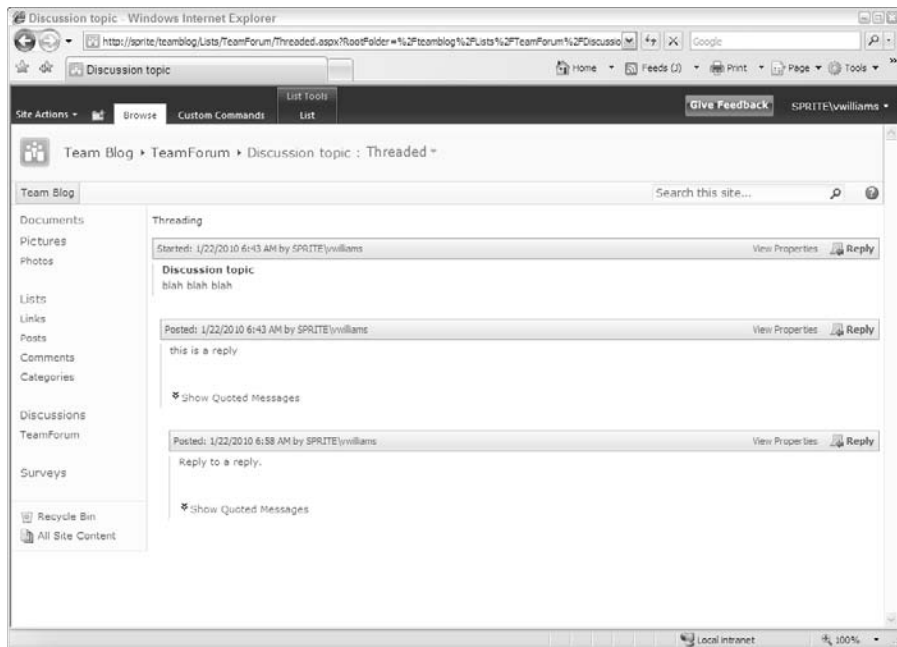 Discussion topic - Windows Internet Explorer
http://sprite/teamblog/Lists/TeamForum/Threaded.aspx?RootFolder=%2Fteamblog%2FLists%2FTeamForum%2FDiscussio
Google
Discussion topic
Home Feeds (J) Print Page Tools »
List Tools
Site Actions Browse Custom Commands List Give Feedback SPRITE\vwilliams
Team Blog ▸ TeamForum ▸ Discussion topic : Threaded
Team Blog Search this site...
Documents
Pictures
Photos
Lists
Links
Posts
Comments
Categories
Discussions
TeamForum
Surveys
Recycle Bin
All Site Content
Threading
Started: 1/22/2010 6:43 AM by SPRITE\vwilliams View Properties Reply
Discussion topic
blah blah blah
Posted: 1/22/2010 6:43 AM by SPRITE\vwilliams View Properties Reply
this is a reply
Show Quoted Messages
Posted: 1/22/2010 6:58 AM by SPRITE\vwilliams View Properties Reply
Reply to a reply.
Show Quoted Messages
Local intranet 100%